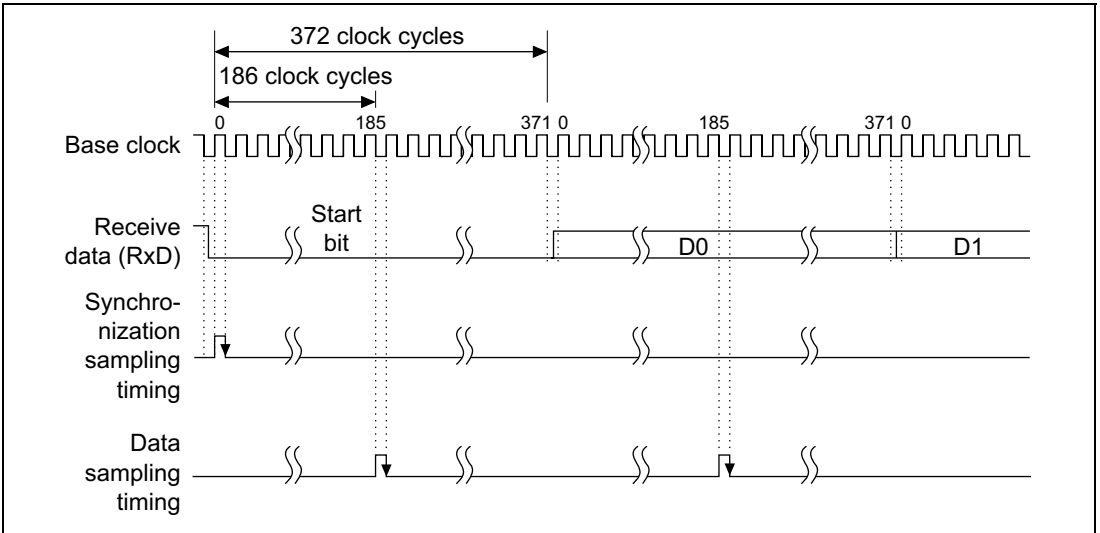 372 clock cycles
186 clock cycles
0 185 371 0 185 371 0
Base clock
Receive
data (RxD)
Start
bit
D0
D1
Synchro-
nization
sampling
timing
Data
sampling
timing